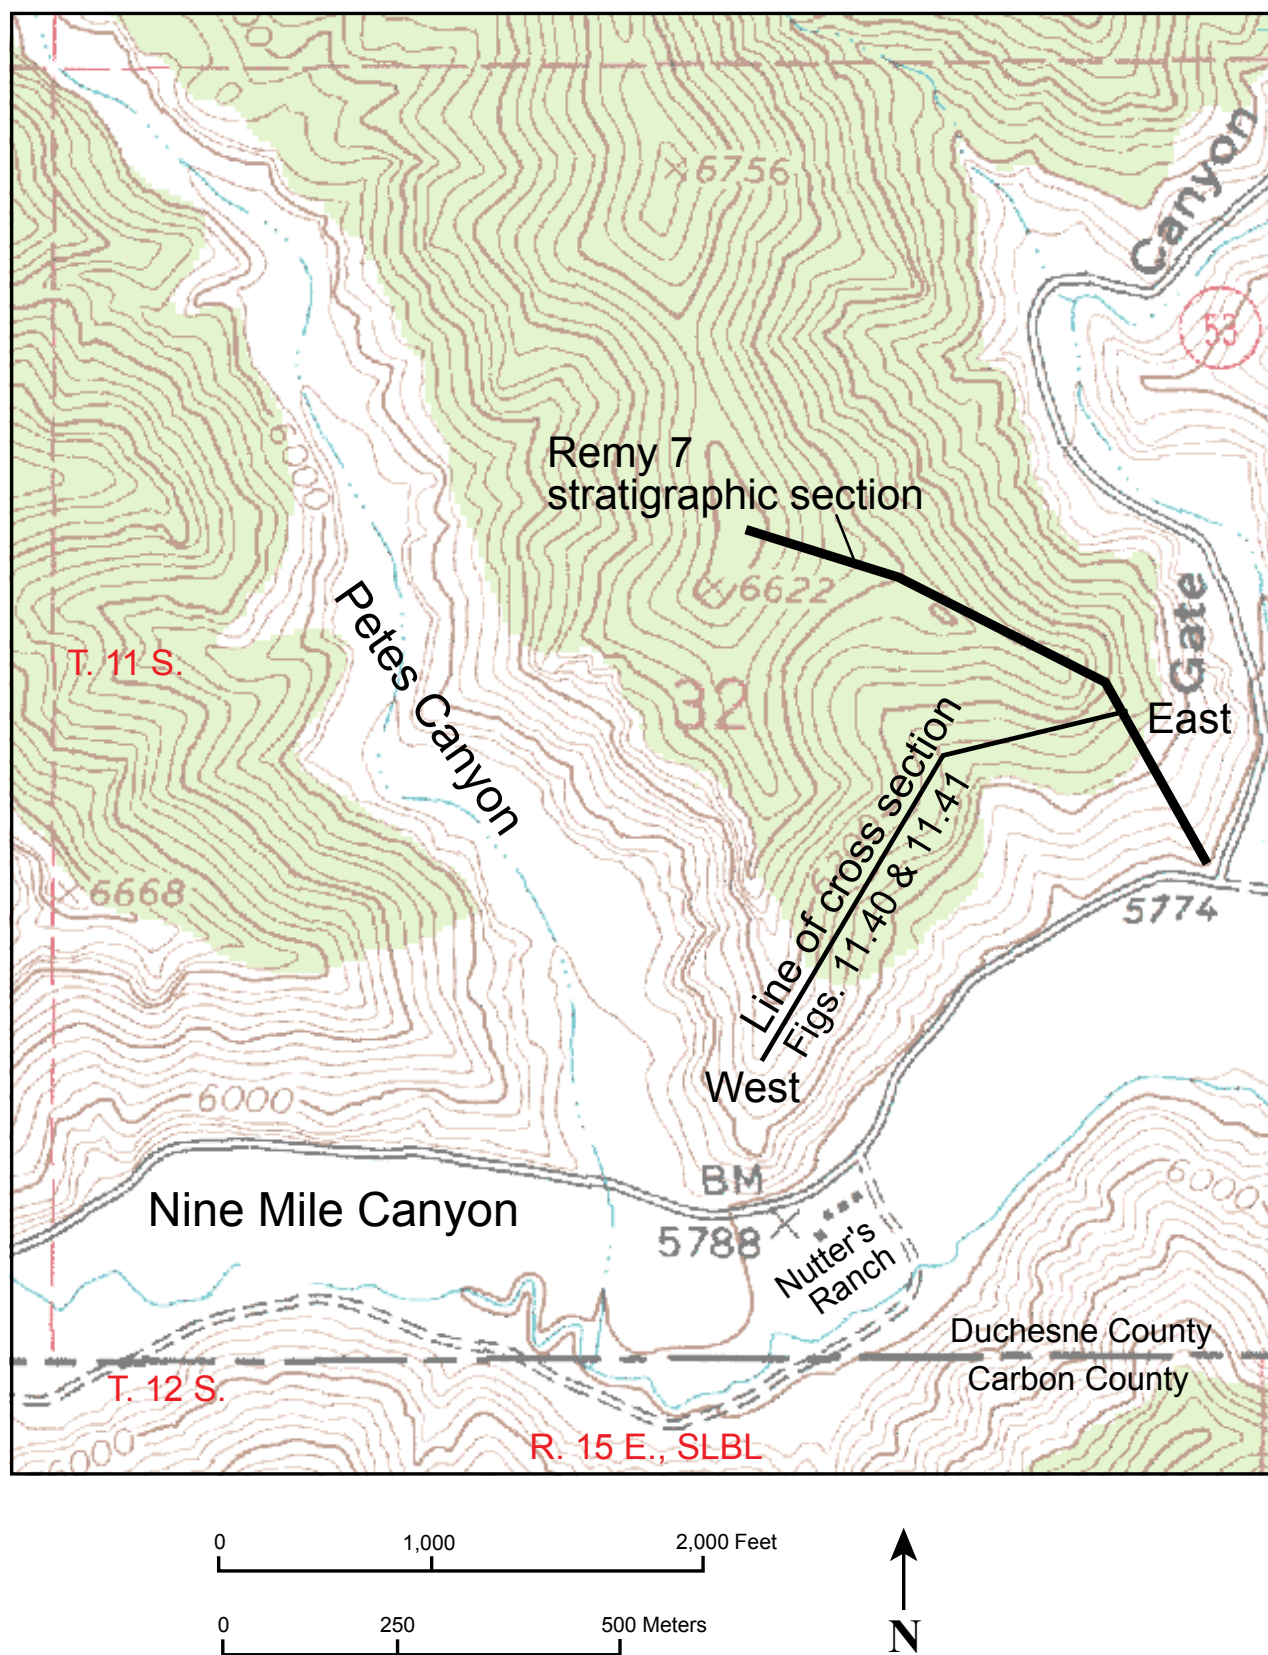 6756
Canyon
53
6000
Remy 7
stratigraphic section
6622
Gate
Petes Canyon
T. 11 S.
32
East
Line of cross section
Figs. 11.40 & 11.41
6668
5774
West
6000
BM
5788
Nine Mile Canyon
Nutter's
Ranch
6000
Duchesne County
Carbon County
T. 12 S.
R. 15 E., SLBL
0 1,000 2,000 Feet
0 250 500 Meters
N